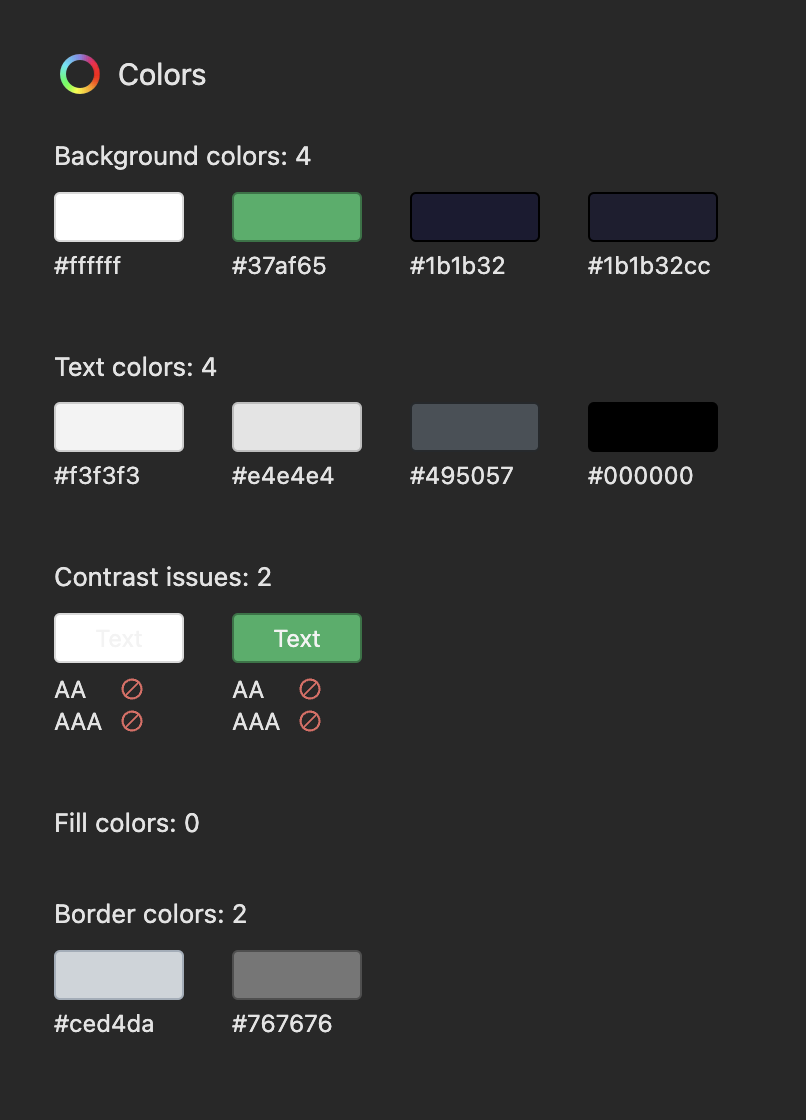 Colors
Background colors: 4
#ffffff #37af65 #1b1b32 #1b1b32cc
Text colors: 4
#f3f3f3 #e4e4e4 #495057 #000000
Contrast issues: 2
Text Text
AA AA
AAA AAA
Fill colors: 0
Border colors: 2
#ced4da #767676